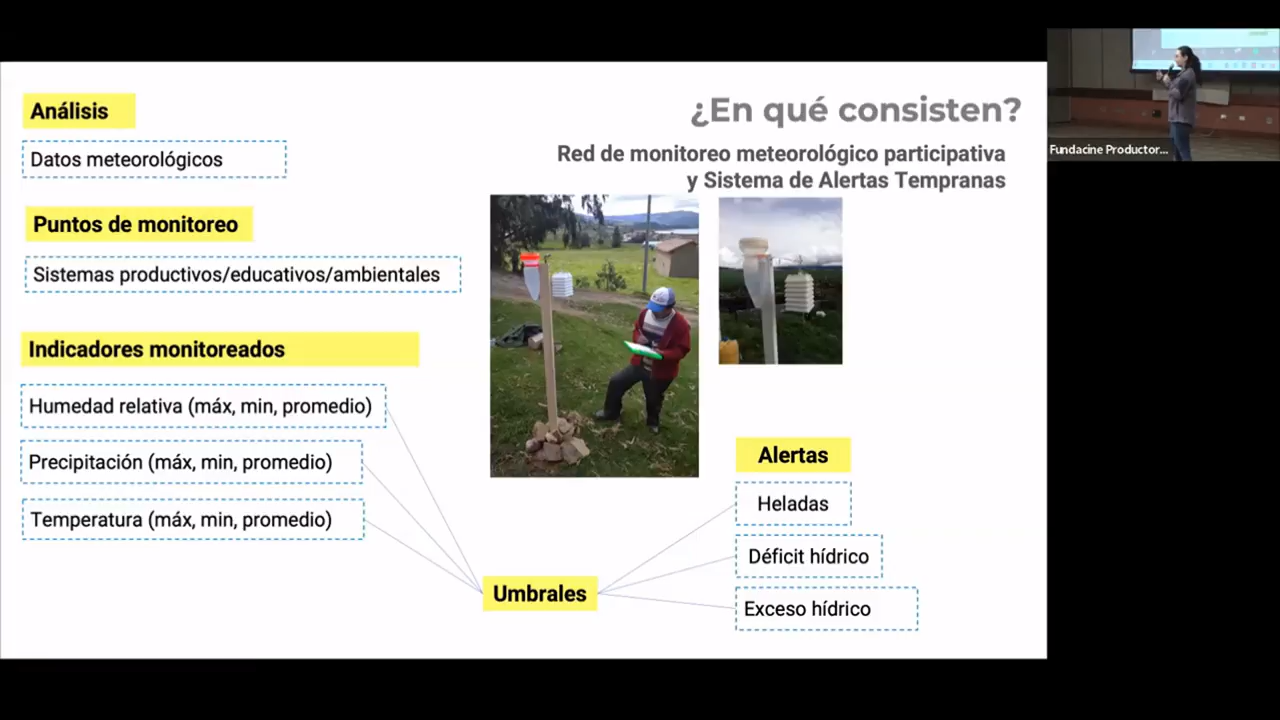 ¿En qué consisten?
Red de monitoreo meteorológico participativa
y Sistema de Alertas Tempranas
Análisis
Datos meteorológicos
Puntos de monitoreo
Sistemas productivos/educativos/ambientales
Indicadores monitoreados
Humedad relativa (máx, min, promedio)
Precipitación (máx, min, promedio)
Temperatura (máx, min, promedio)
Umbrales
Alertas
Heladas
Déficit hídrico
Exceso hídrico
Fundacine Productor...